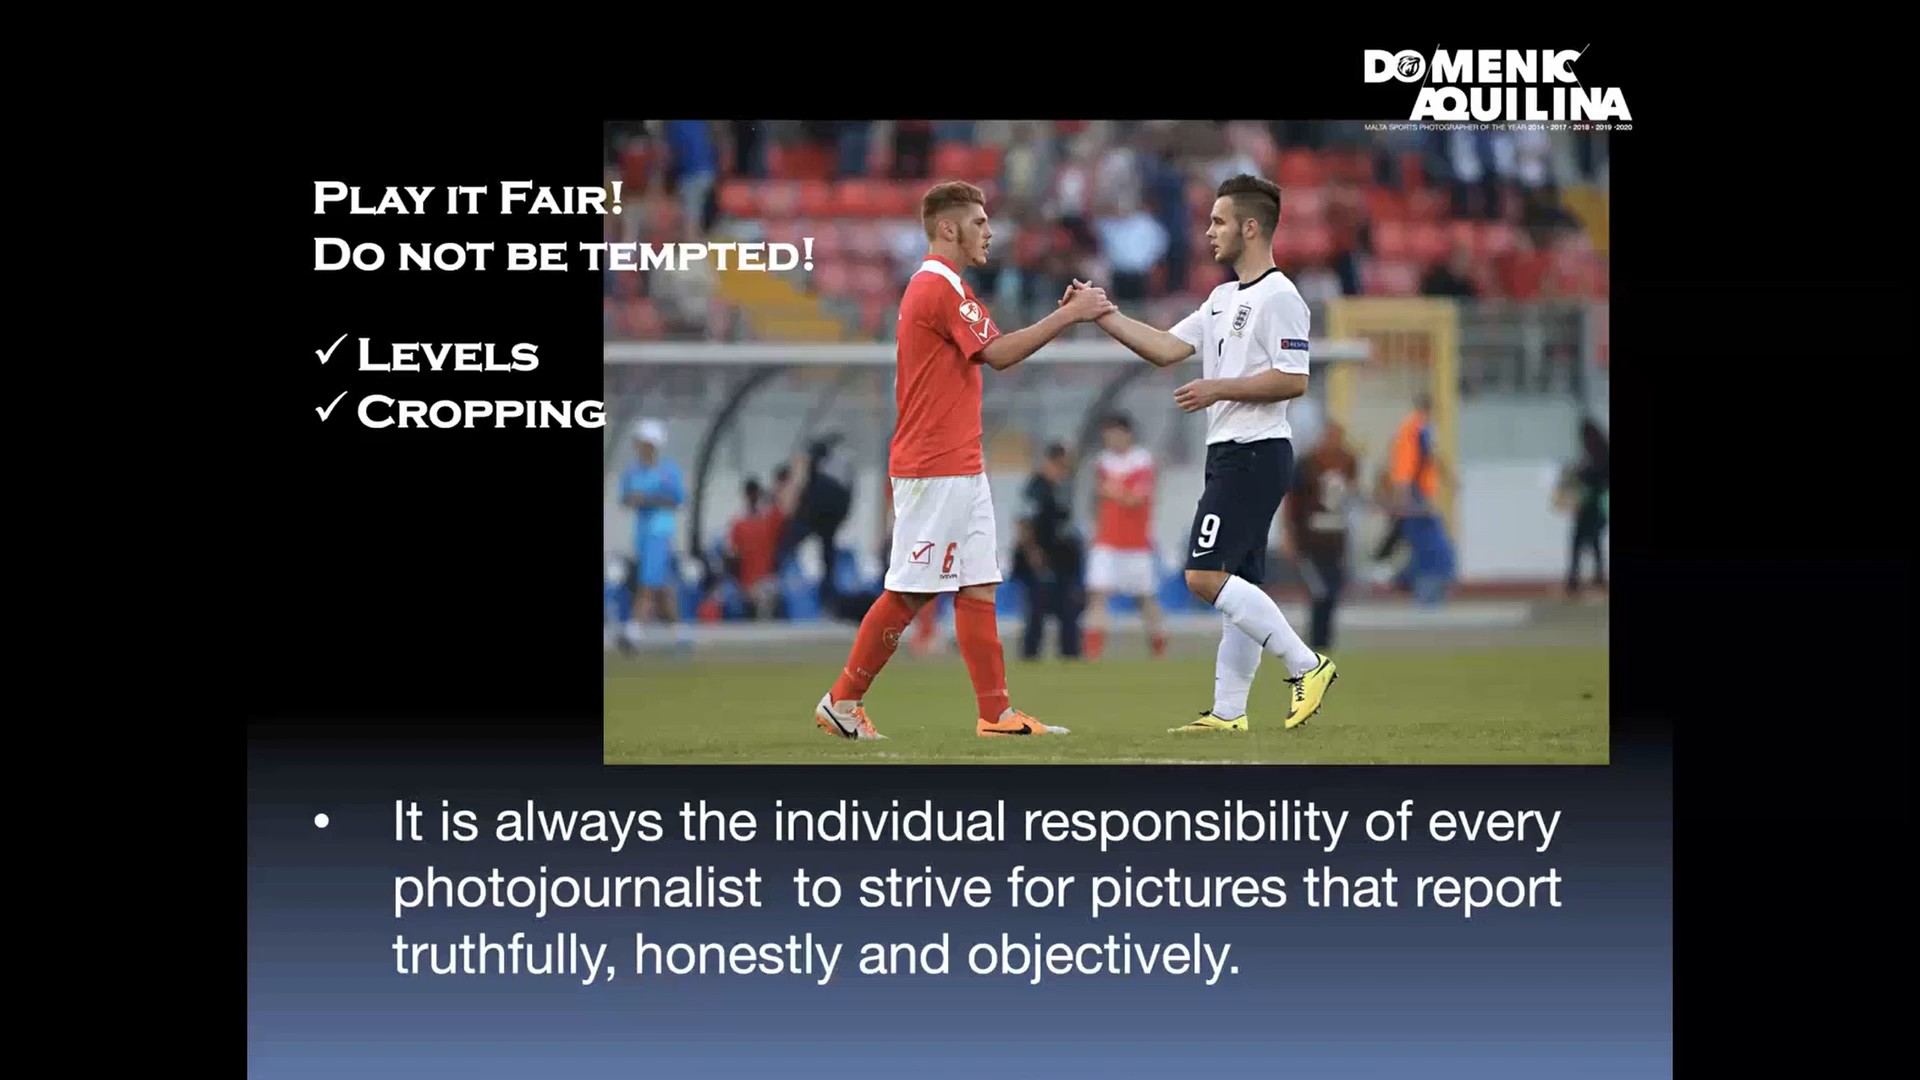 DOMENIC
AQUILINA
MALTA SPORTS PHOTOGRAPHER OF THE YEAR 2014 - 2017 - 2018 - 2019 -2020
PLAY IT FAIR!
DO NOT BE TEMPTED!
✓ LEVELS
✓ CROPPING
6
9
• It is always the individual responsibility of every
photojournalist to strive for pictures that report
truthfully, honestly and objectively.